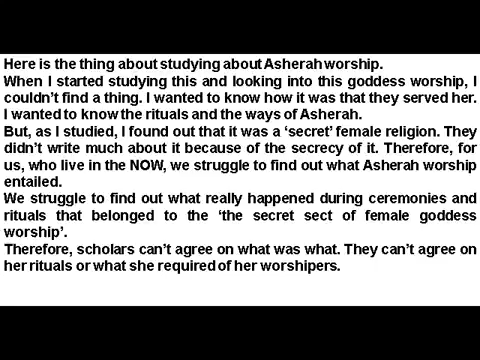 Here is the thing about studying about Asherah worship.
When I started studying this and looking into this goddess worship, I
couldn't find a thing. I wanted to know how it was that they served her.
I wanted to know the rituals and the ways of Asherah.
But, as I studied, I found out that it was a 'secret' female religion. They
didn't write much about it because of the secrecy of it. Therefore, for
us, who live in the NOW, we struggle to find out what Asherah worship
entailed.
We struggle to find out what really happened during ceremonies and
rituals that belonged to the 'the secret sect of female goddess
worship'.
Therefore, scholars can't agree on what was what. They can't agree on
her rituals or what she required of her worshipers.